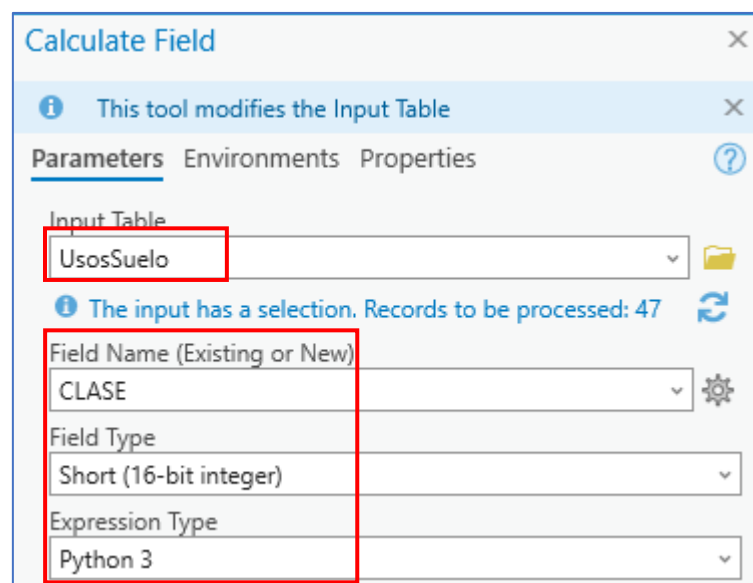 Calculate Field
This tool modifies the Input Table
Parameters Environments Properties
Input Table
UsosSuelo
The input has a selection. Records to be processed: 47
Field Name (Existing or New)
CLASE
Field Type
Short (16-bit integer)
Expression Type
Python 3